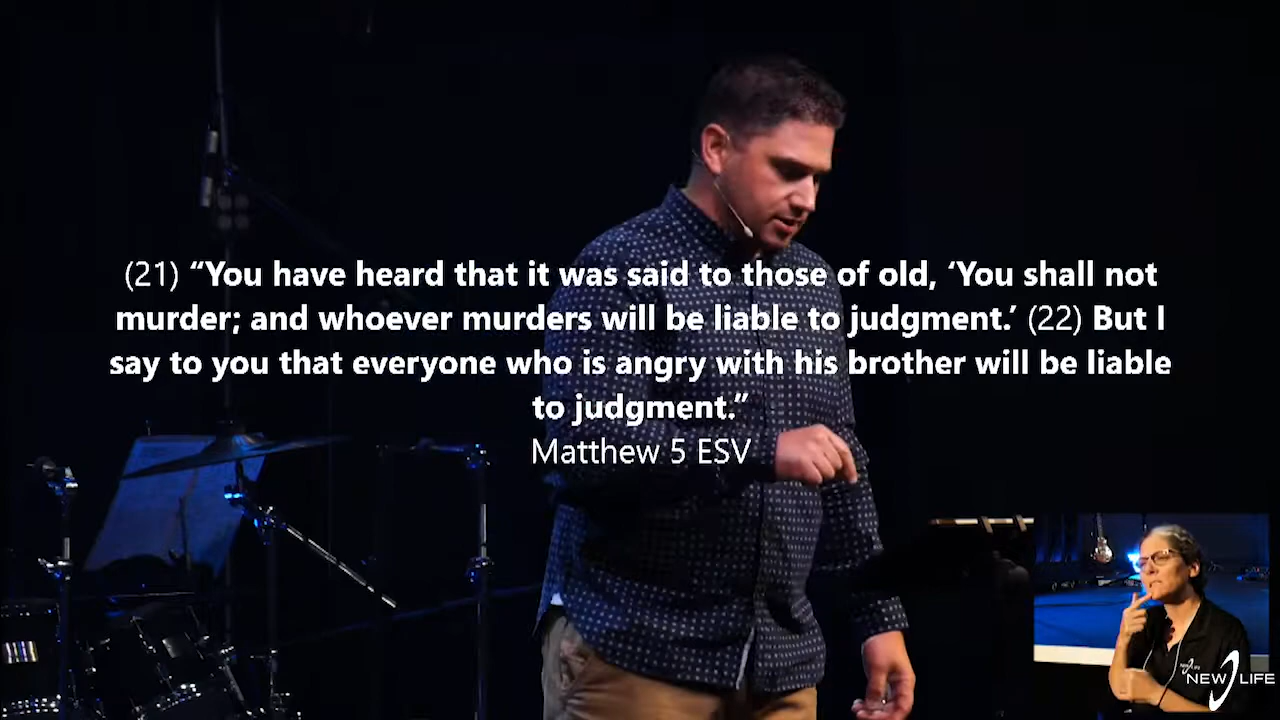 (21) “You have heard that it was said to those of old, ‘You shall not
murder; and whoever murders will be liable to judgment.’ (22) But I
say to you that everyone who is angry with his brother will be liable
to judgment.”
Matthew 5 ESV
NEW LIFE